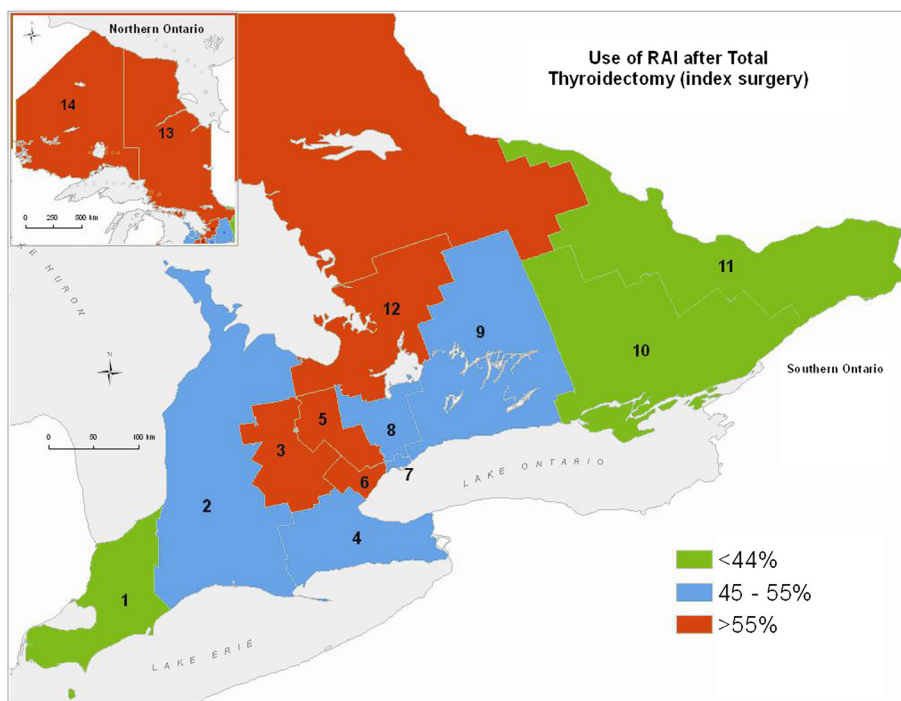 Northern Ontario
N
14
13
LAKE SUPERIOR
0 250 500 km
Use of RAI after Total
Thyroidectomy (index surgery)
HURON
N
0 50 100 km
12
11
9
10
Southern Ontario
5
8
3
7
6
LAKE ONTARIO
2
4
1
LAKE ERIE
<44%
45 - 55%
>55%